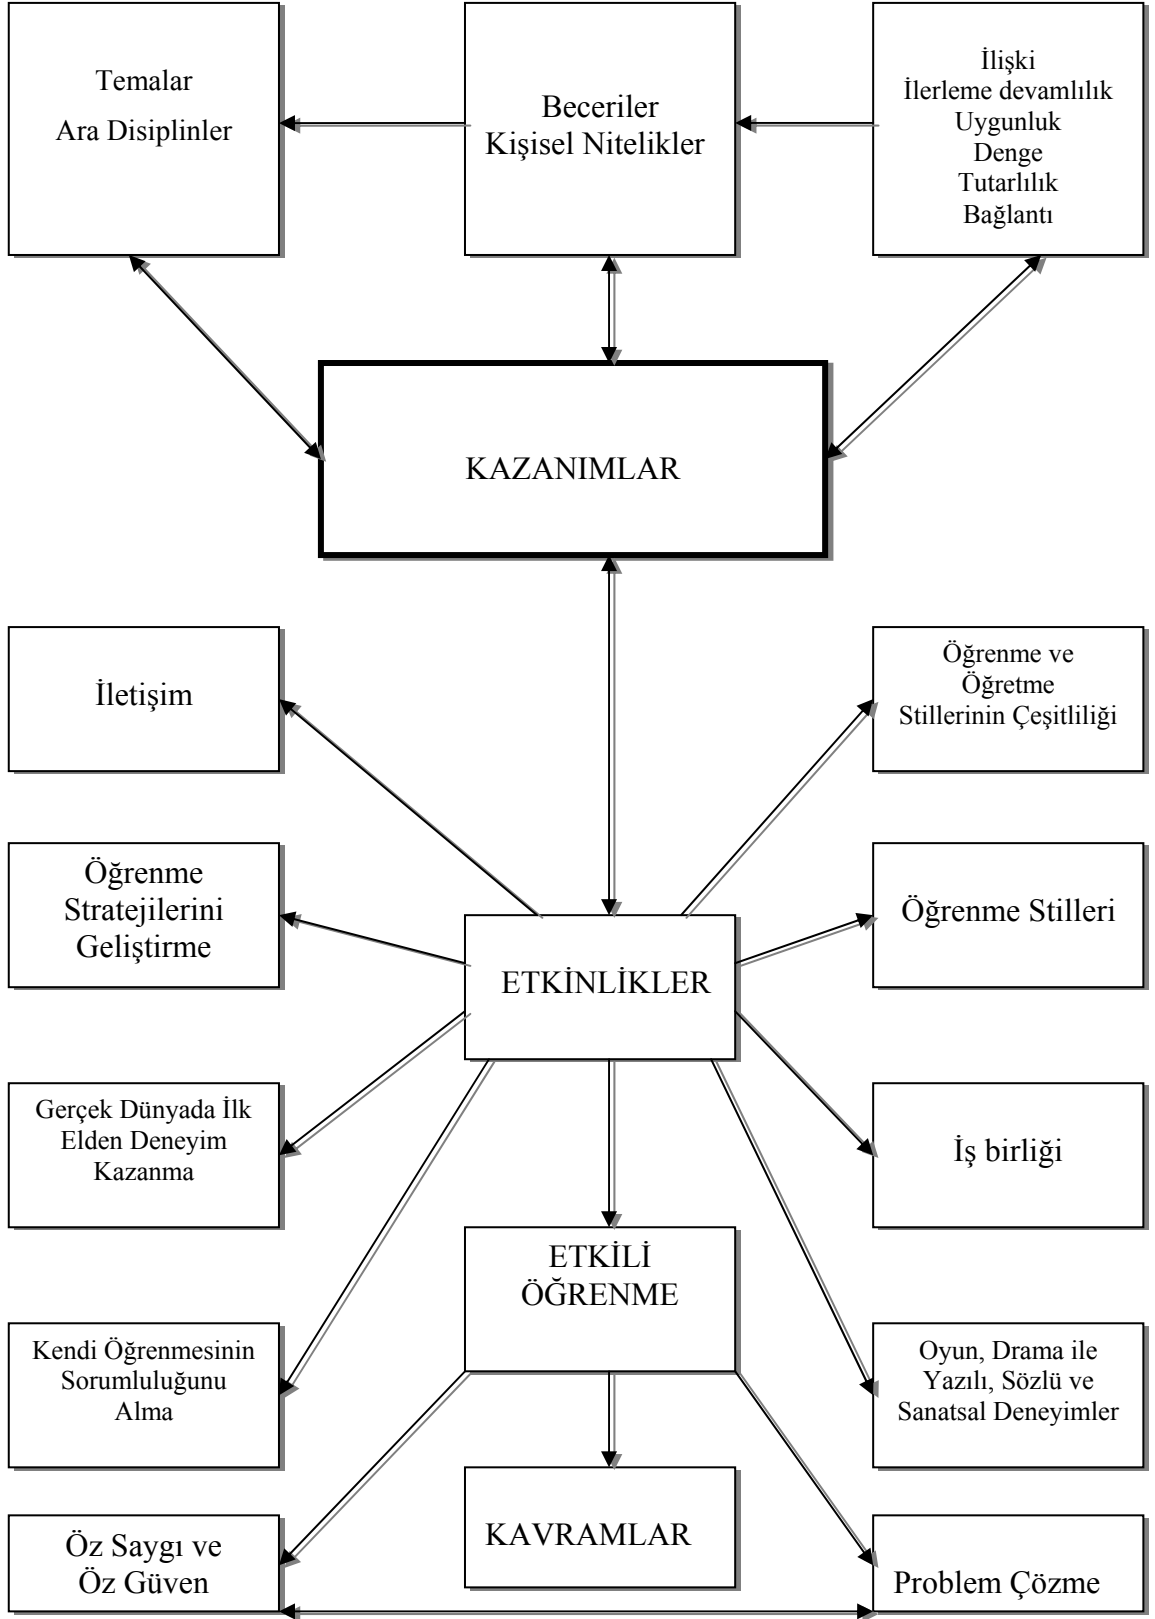 Temalar
Ara Disiplinler
Beceriler
Kişisel Nitelikler
İlişki
İlerleme devamlılık
Uygunluk
Denge
Tutarlılık
Bağlantı
KAZANIMLAR
İletişim
Öğrenme ve
Öğretme
Stillerinin Çeşitliliği
Öğrenme
Stratejilerini
Geliştirme
ETKİNLİKLER
Öğrenme Stilleri
Gerçek Dünyada İlk
Elden Deneyim
Kazanma
İş birliği
ETKİLİ
ÖĞRENME
Kendi Öğrenmesinin
Sorumluluğunu
Alma
Oyun, Drama ile
Yazılı, Sözlü ve
Sanatsal Deneyimler
KAVRAMLAR
Öz Saygı ve
Öz Güven
Problem Çözme